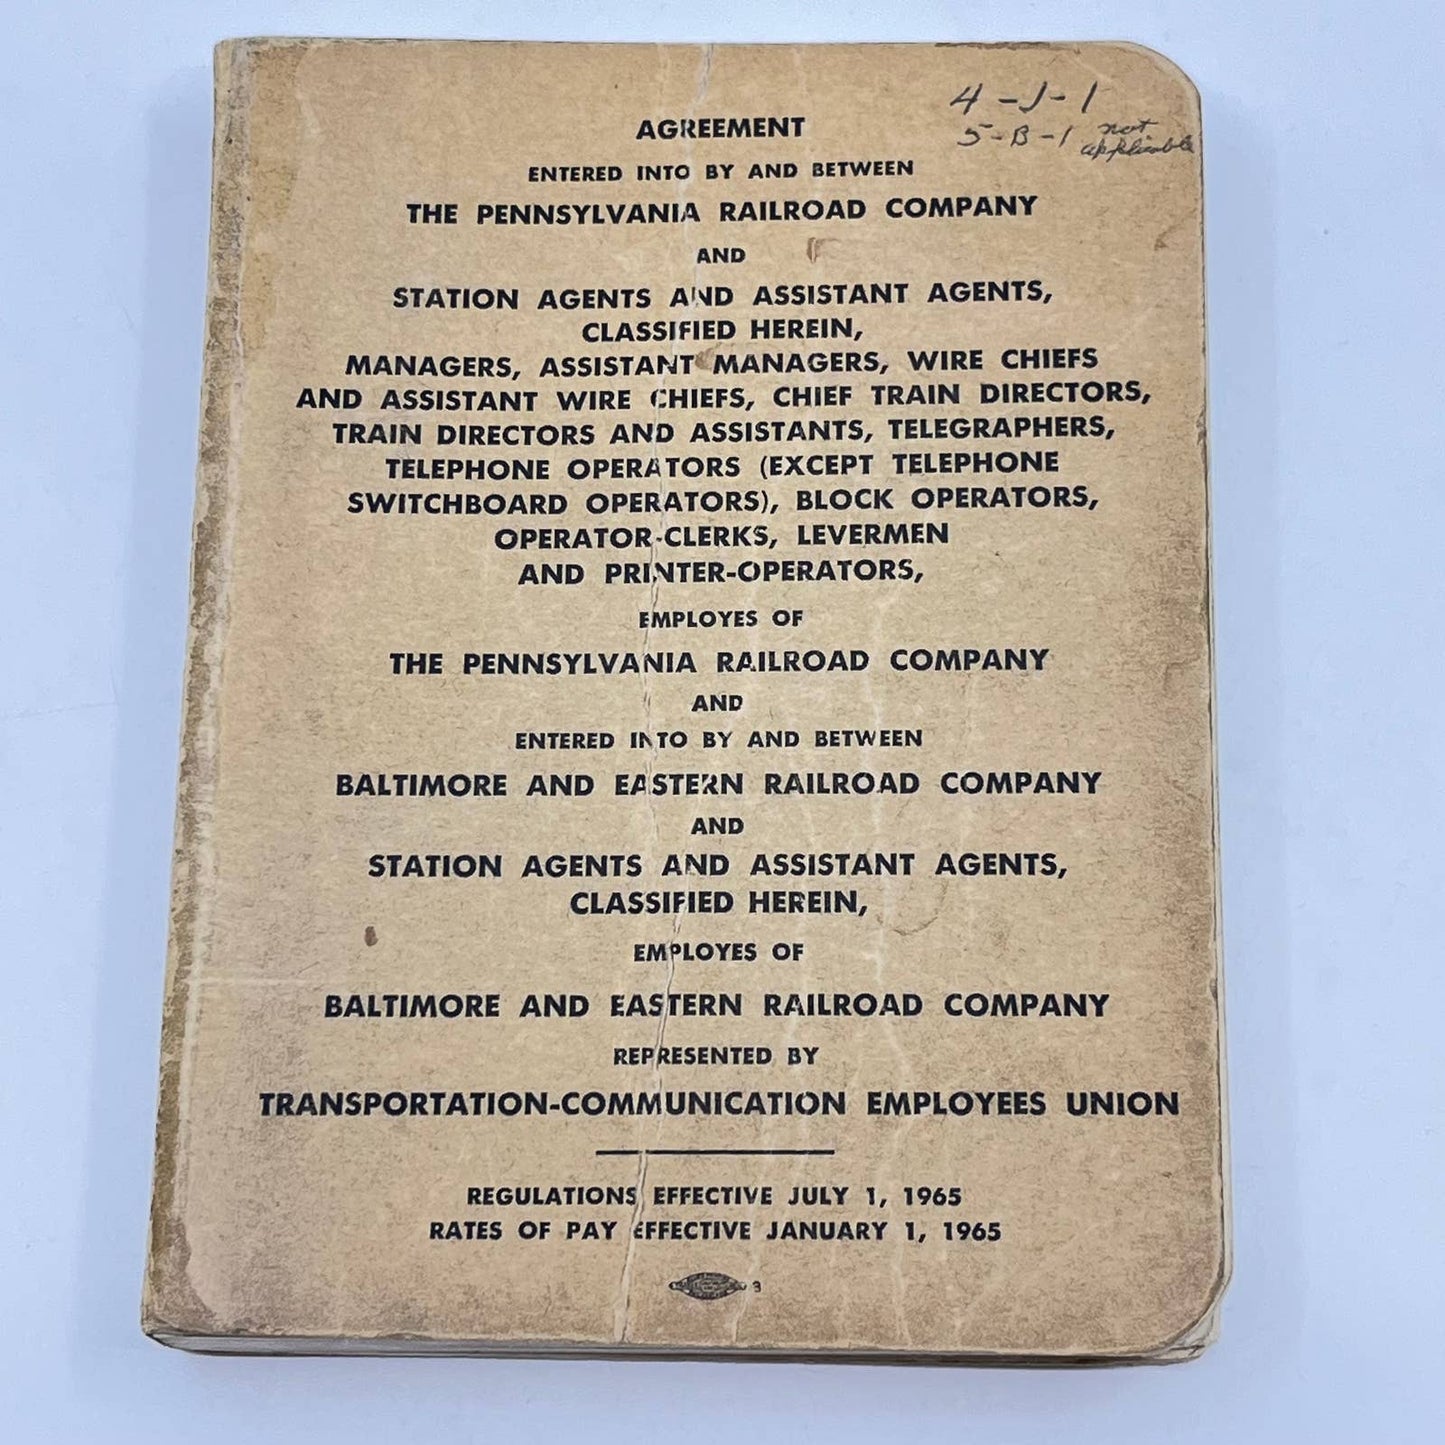 4-J-1
5-B-1 not
applicable
AGREEMENT
ENTERED INTO BY AND BETWEEN
THE PENNSYLVANIA RAILROAD COMPANY
AND
STATION AGENTS AND ASSISTANT AGENTS,
CLASSIFIED HEREIN,
MANAGERS, ASSISTANT MANAGERS, WIRE CHIEFS
AND ASSISTANT WIRE CHIEFS, CHIEF TRAIN DIRECTORS,
TRAIN DIRECTORS AND ASSISTANTS, TELEGRAPHERS,
TELEPHONE OPERATORS (EXCEPT TELEPHONE
SWITCHBOARD OPERATORS), BLOCK OPERATORS,
OPERATOR-CLERKS, LEVERMEN
AND PRINTER-OPERATORS,
EMPLOYES OF
THE PENNSYLVANIA RAILROAD COMPANY
AND
ENTERED INTO BY AND BETWEEN
BALTIMORE AND EASTERN RAILROAD COMPANY
AND
STATION AGENTS AND ASSISTANT AGENTS,
CLASSIFIED HEREIN,
EMPLOYES OF
BALTIMORE AND EASTERN RAILROAD COMPANY
REPRESENTED BY
TRANSPORTATION-COMMUNICATION EMPLOYEES UNION
REGULATIONS EFFECTIVE JULY 1, 1965
RATES OF PAY EFFECTIVE JANUARY 1, 1965
3